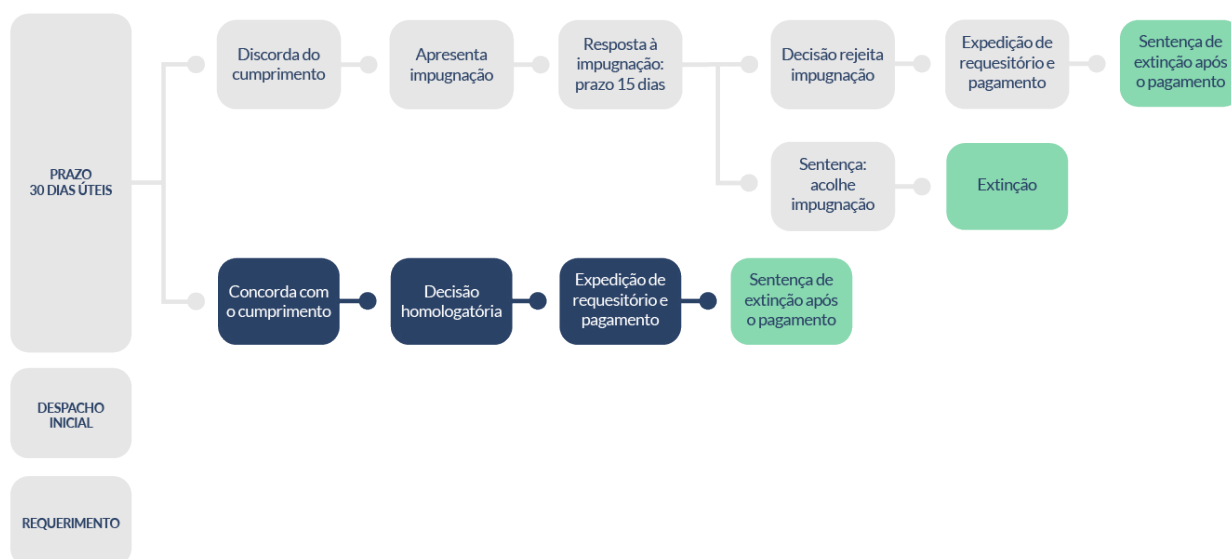 PRAZO
30 DIAS ÚTEIS
Discorda do
cumprimento
Apresenta
impugnação
Resposta à
impugnação:
prazo 15 dias
Decisão rejeita
impugnação
Expedição de
requesitório e
pagamento
Sentença de
extinção após
o pagamento
Sentença:
acolhe
impugnação
Extinção
Concorda com
o cumprimento
Decisão
homologatória
Expedição de
requesitório e
pagamento
Sentença de
extinção após
o pagamento
DESPACHO
INICIAL
REQUERIMENTO